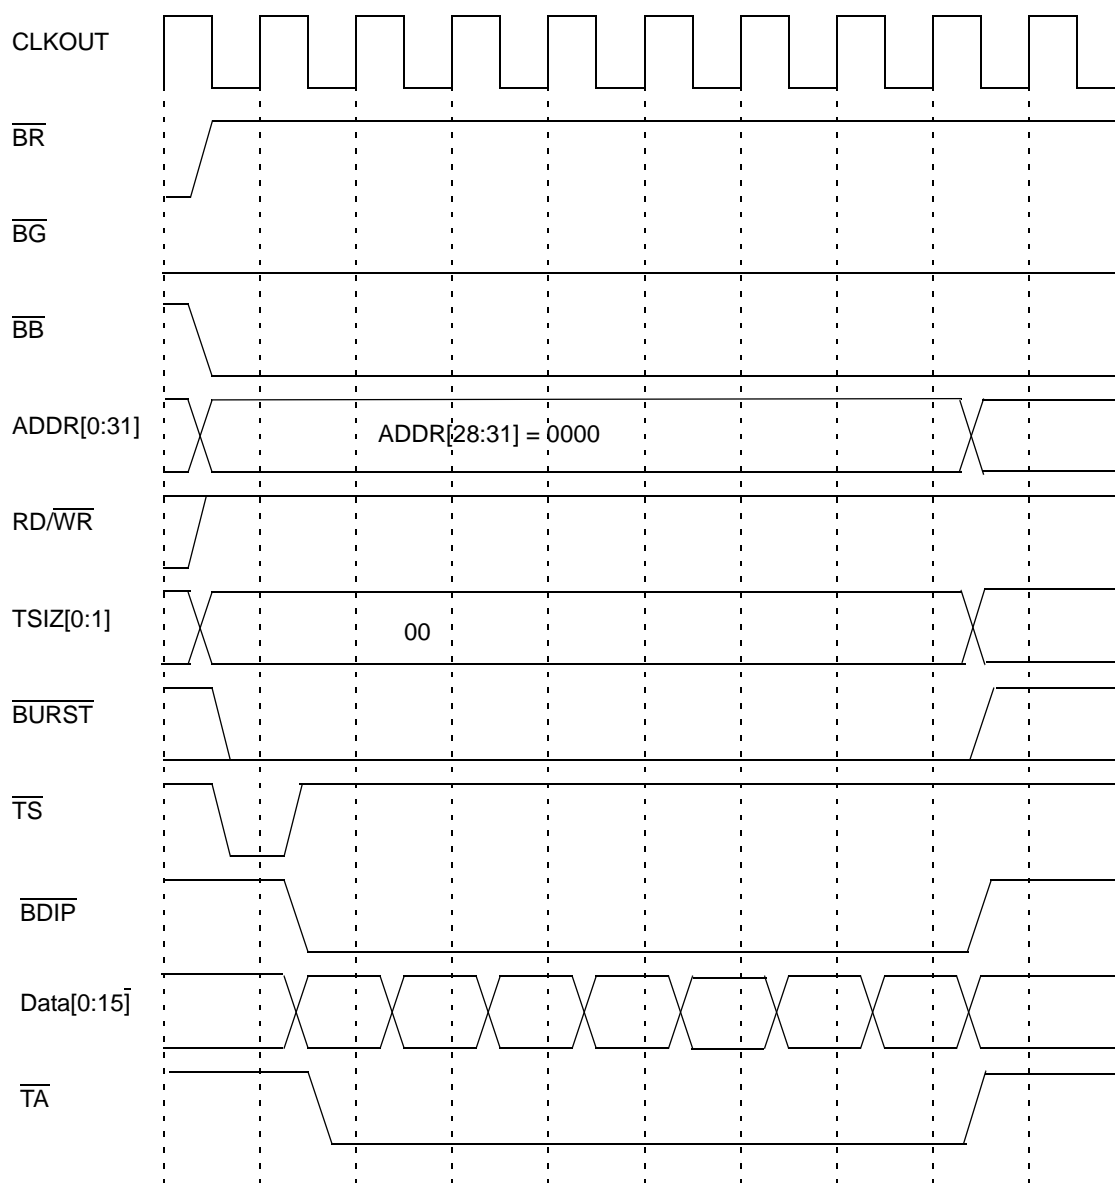 CLKOUT
BR
BG
BB
ADDR[0:31]
ADDR[28:31] = 0000
RD/WR
TSIZ[0:1]
00
BURST
TS
BDIP
Data[0:15]
TA